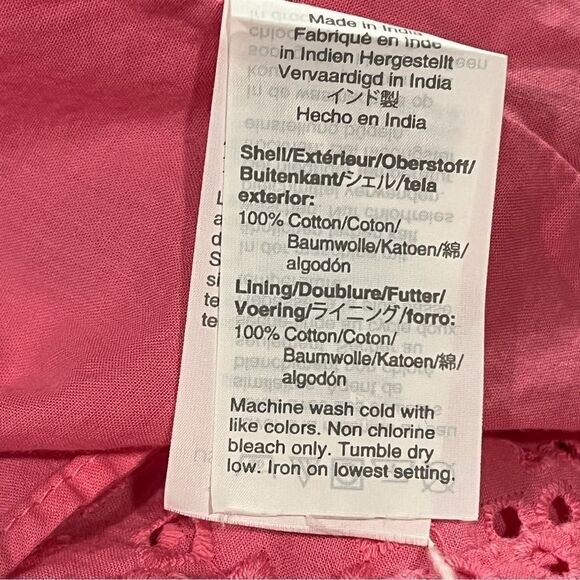 Made in India
Fabriqué en Inde
in Indien Hergestellt
Vervaardigd in India
インド製
Hecho en India
Shell/Extérieur/Oberstoff/
Buitenkant/シェル/tela
exterior:
100% Cotton/Coton/
Baumwolle/Katoen/綿/
algodón
Lining/Doublure/Futter/
Voering/ライニング/forro:
100% Cotton/Coton/
Baumwolle/Katoen/綿/
algodón
Machine wash cold with
like colors. Non chlorine
bleach only. Tumble dry
low. Iron on lowest setting.